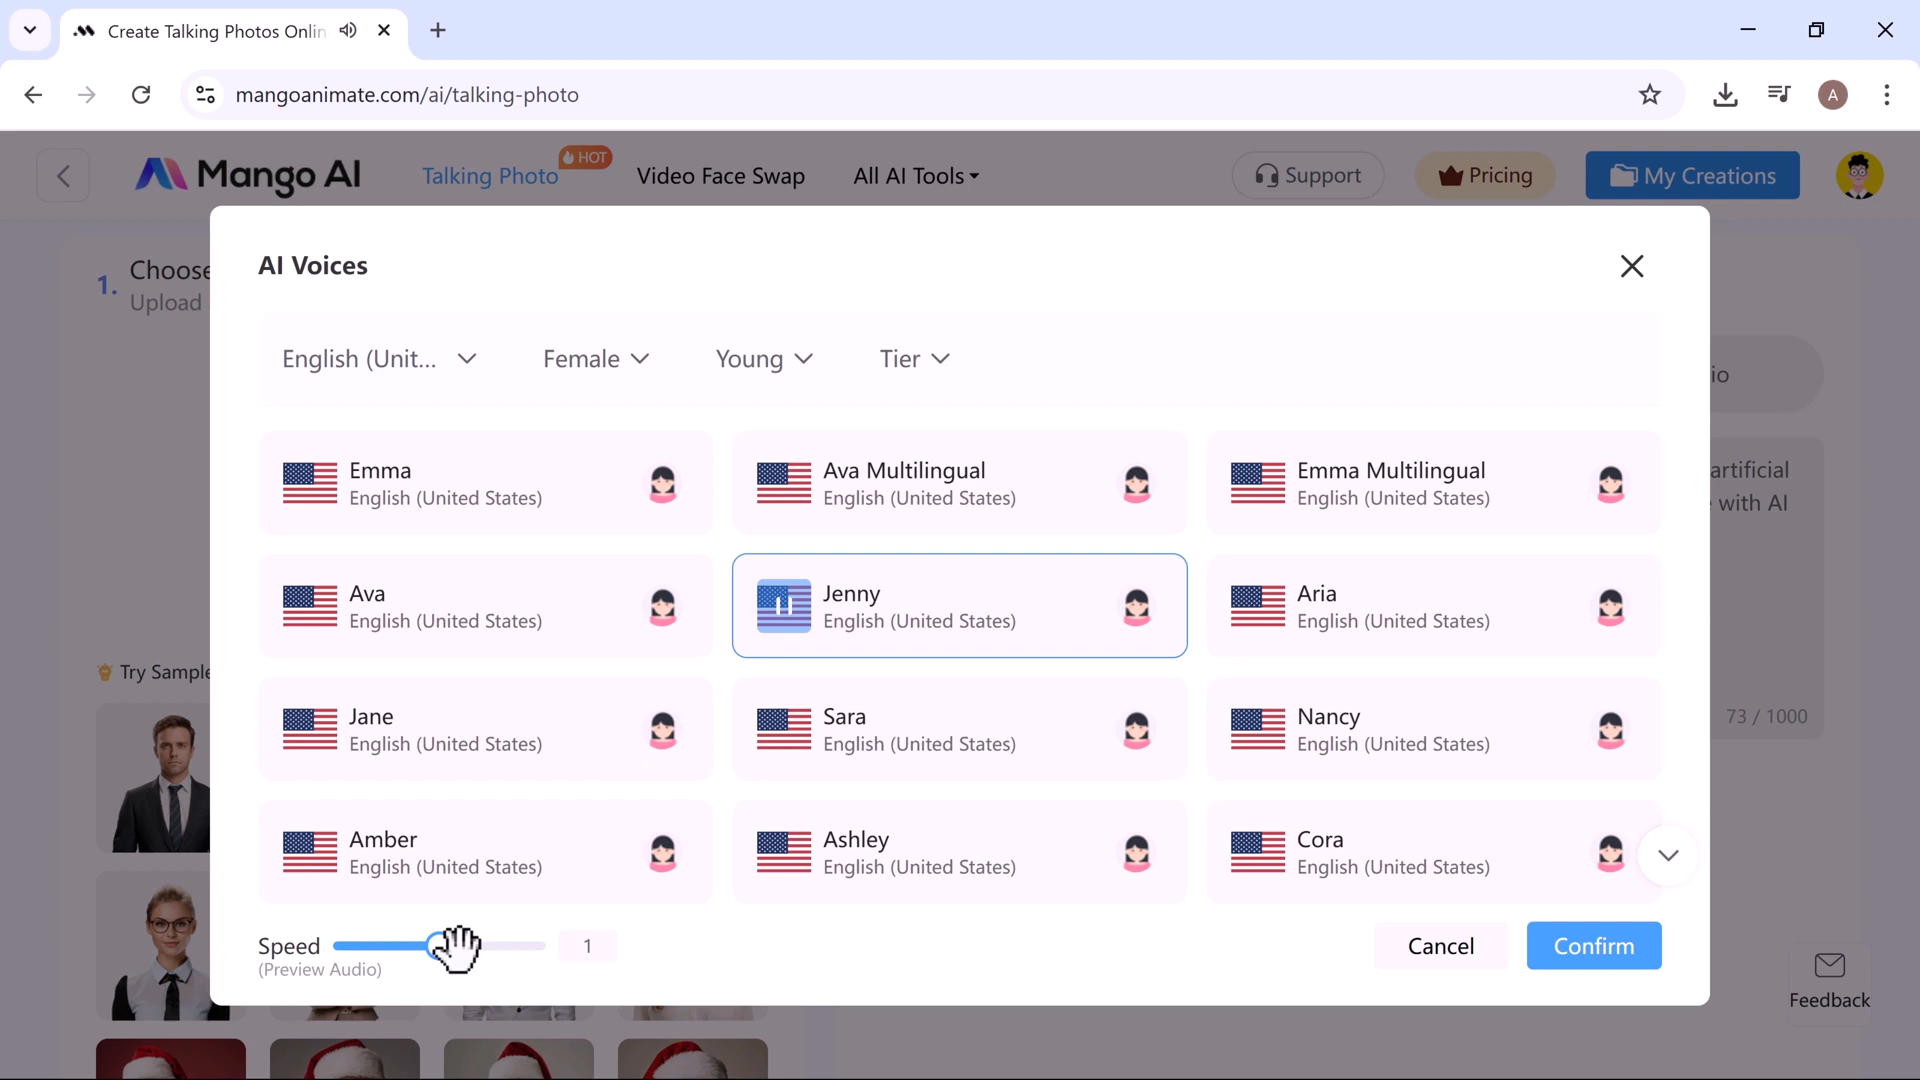 Create Talking Photos Onlin
mangoanimate.com/ai/talking-photo
A
Mango AI
Talking Photo
HOT
Video Face Swap
All AI Tools
Support
Pricing
My Creations
1.
Choose
Upload
AI Voices
English (Unit...
Female
Young
Tier
io
Emma
English (United States)
Ava Multilingual
English (United States)
Emma Multilingual
English (United States)
artificial
with AI
Ava
English (United States)
Jenny
English (United States)
Aria
English (United States)
Try Sample
Jane
English (United States)
Sara
English (United States)
Nancy
English (United States)
73 / 1000
Amber
English (United States)
Ashley
English (United States)
Cora
English (United States)
Speed
(Preview Audio)
1
Cancel
Confirm
Feedback